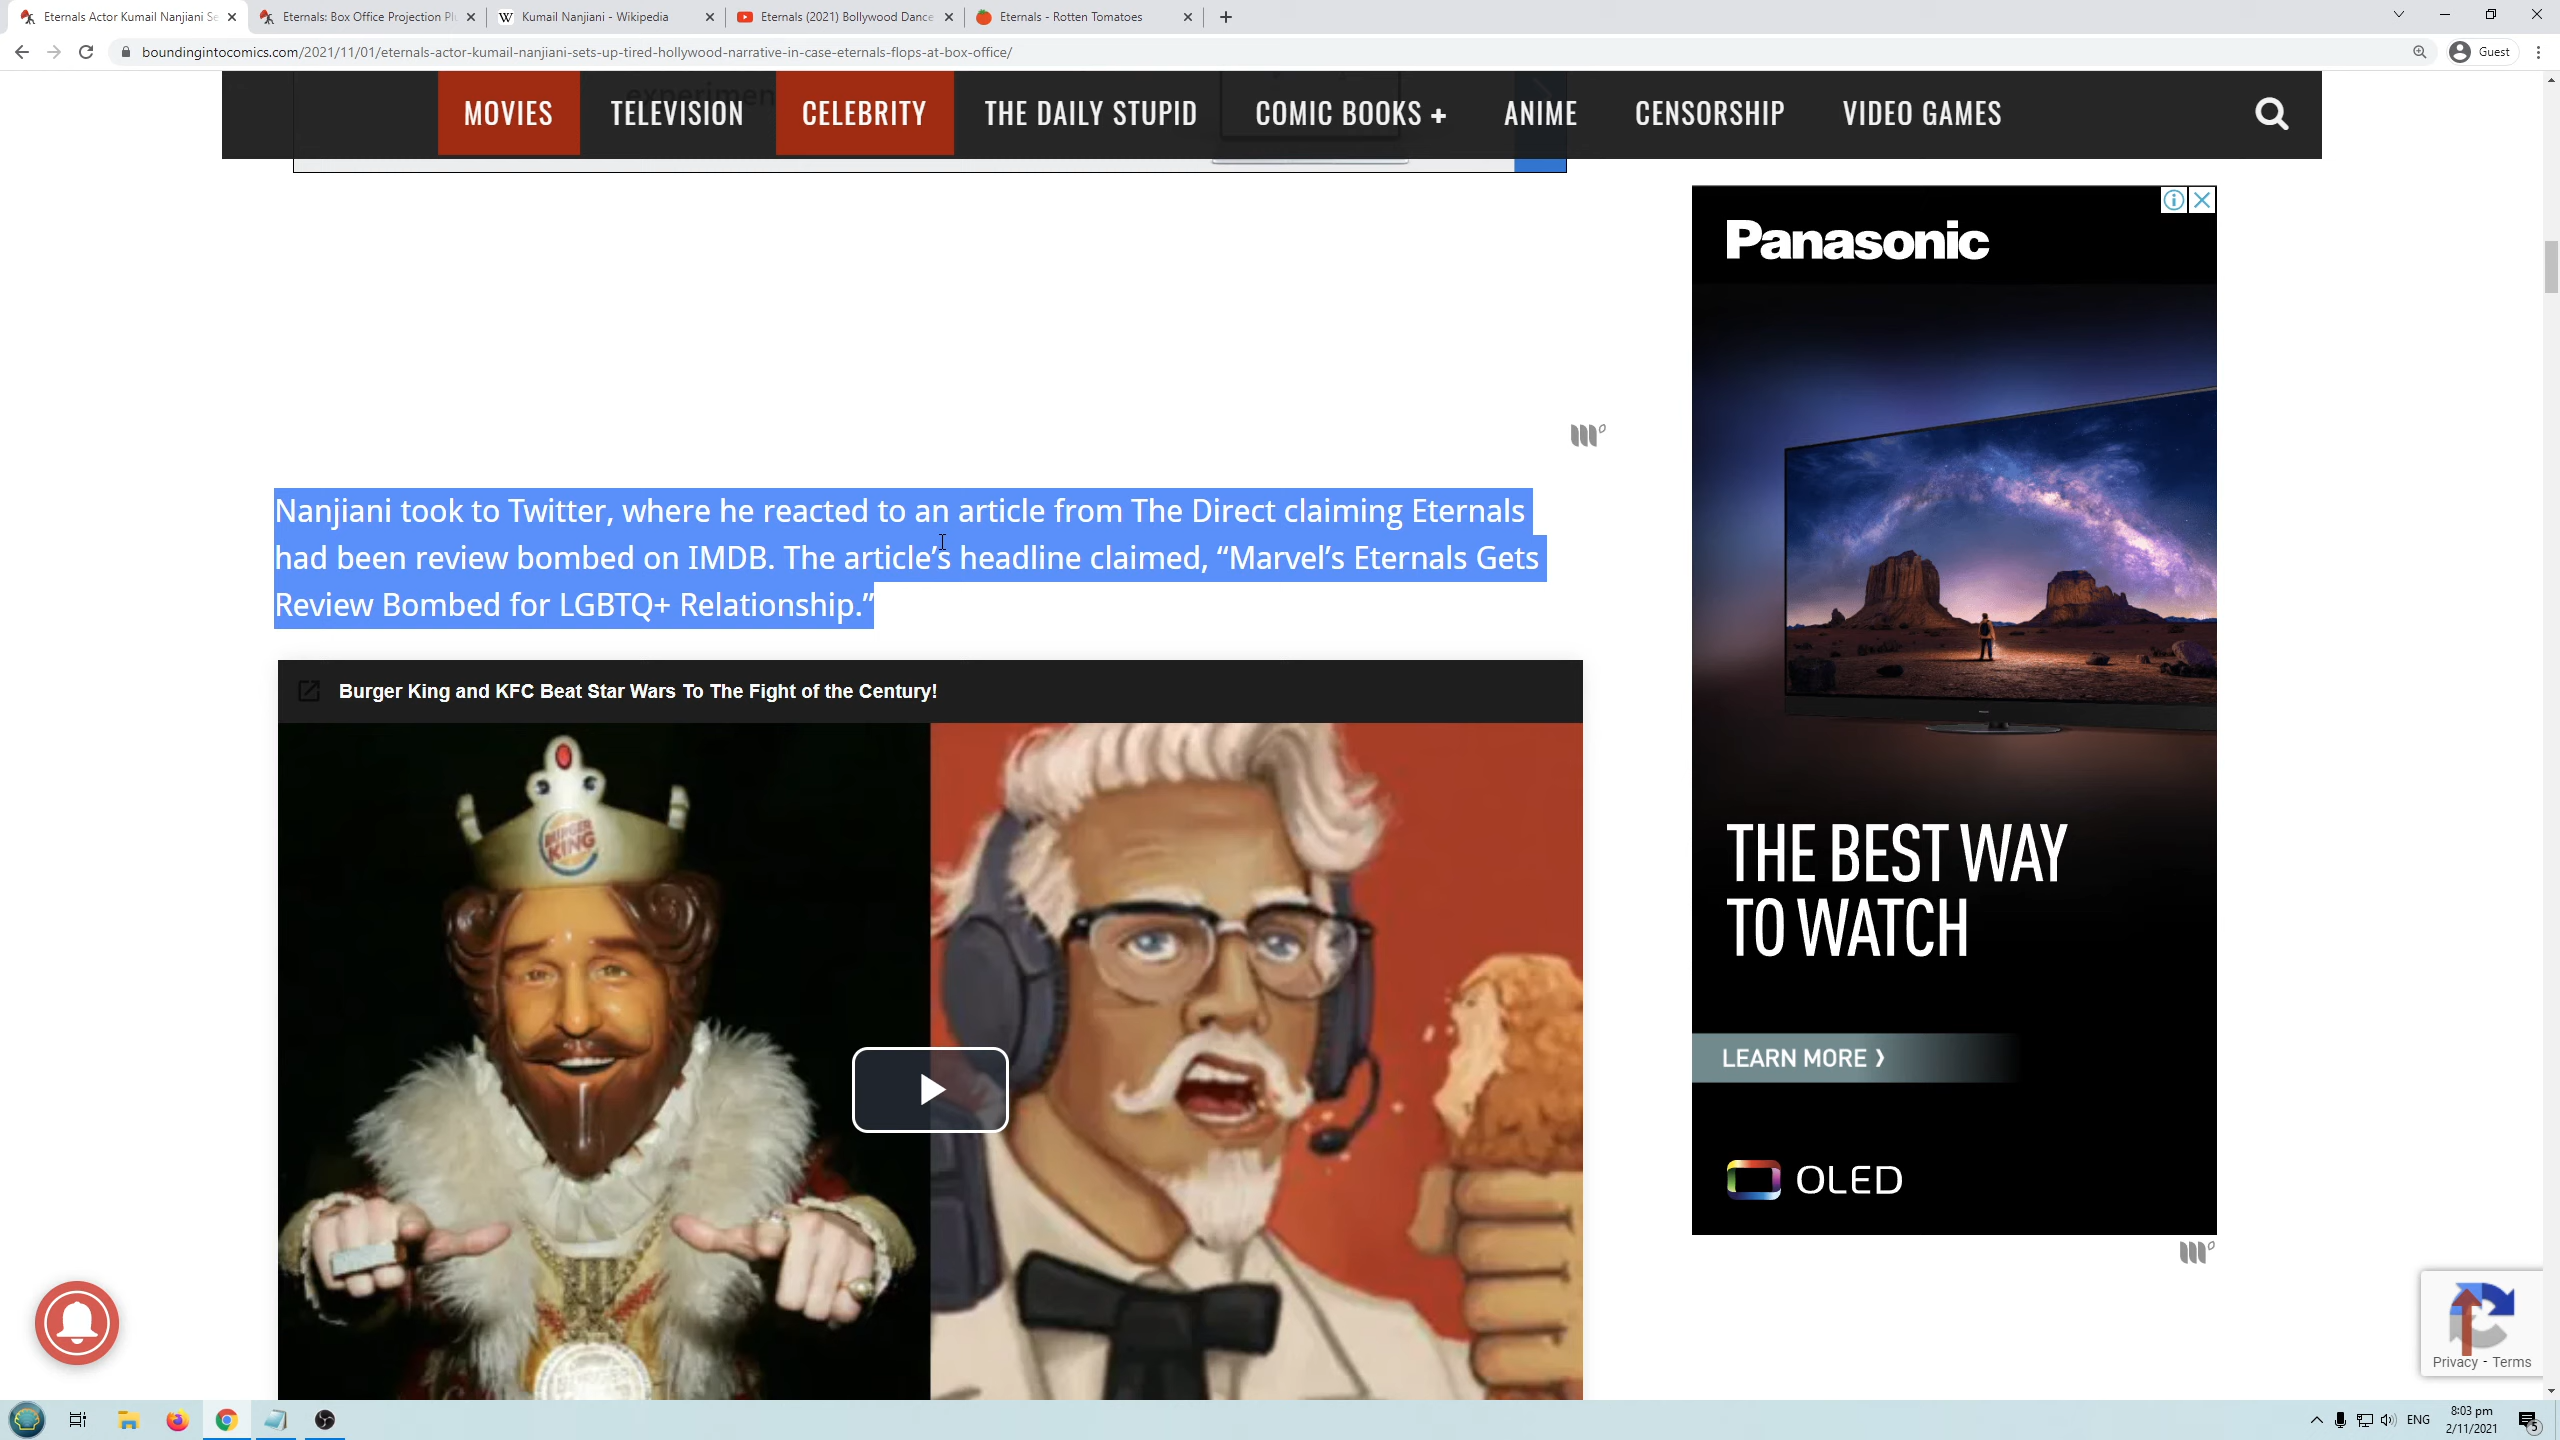 Eternals Actor Kumail Nanjiani Se
Eternals: Box Office Projection Plu
Kumail Nanjiani - Wikipedia
Eternals (2021) Bollywood Dance
Eternals - Rotten Tomatoes
boundingintocomics.com/2021/11/01/eternals-actor-kumail-nanjiani-sets-up-tired-hollywood-narrative-in-case-eternals-flops-at-box-office/
Guest
experimen
MOVIES
TELEVISION
CELEBRITY
THE DAILY STUPID
COMIC BOOKS +
ANIME
CENSORSHIP
VIDEO GAMES
Panasonic
Nanjiani took to Twitter, where he reacted to an article from The Direct claiming Eternals
had been review bombed on IMDB. The article’s headline claimed, “Marvel’s Eternals Gets
Review Bombed for LGBTQ+ Relationship.”
Burger King and KFC Beat Star Wars To The Fight of the Century!
BURGER
KING
THE BEST WAY
TO WATCH
LEARN MORE ❯
OLED
Privacy - Terms
ENG
8:03 pm
2/11/2021
5